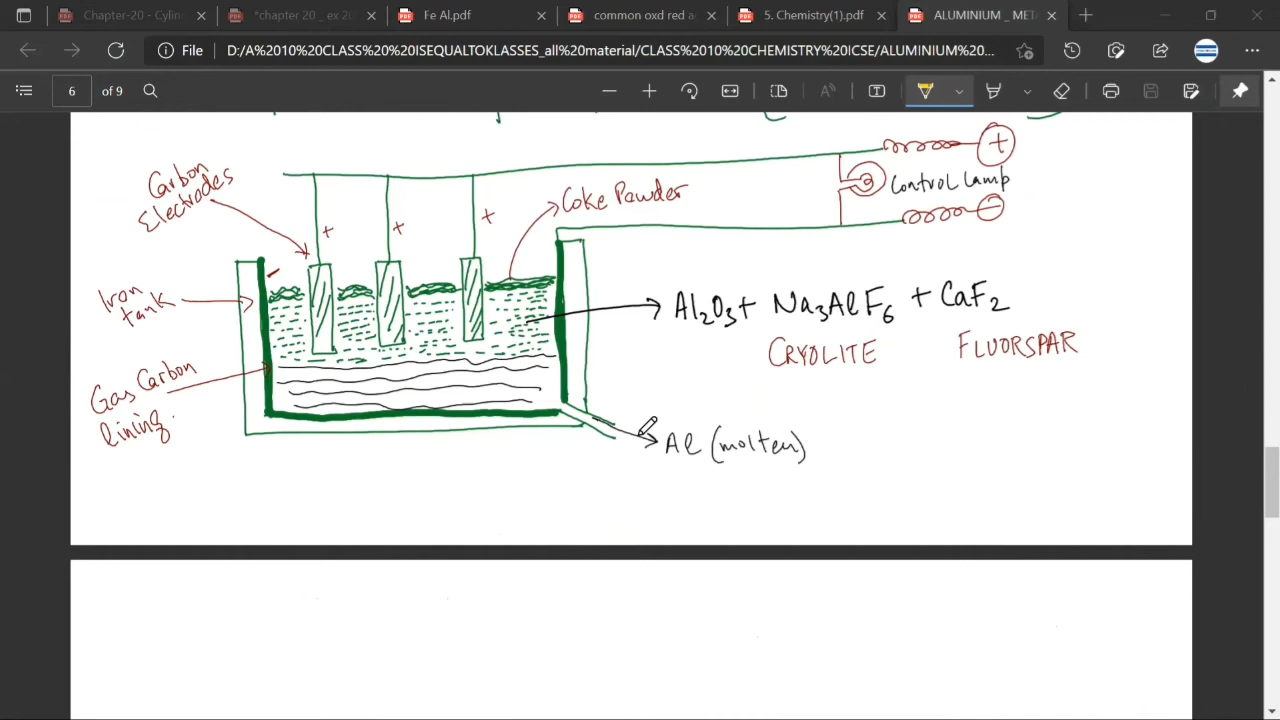 Chapter-20 - Cylin
*chapter 20 _ ex 20
Fe Al.pdf
common oxd red a
5. Chemistry(1).pdf
ALUMINIUM _ META
File
D:/A%2010%20CLASS%20%20ISEQUALTOKLASSES_all%20material/CLASS%2010%20CHEMISTRY%20ICSE/ALUMINIUM%20...
6 of 9
Carbon
Electrodes
+ + +
Coke Powder
+
Control Lamp
−
Iron
tank
−
Al₂O₃ + Na₃AlF₆ + CaF₂
CRYOLITE FLUORSPAR
Gas Carbon
lining.
Al (molten)